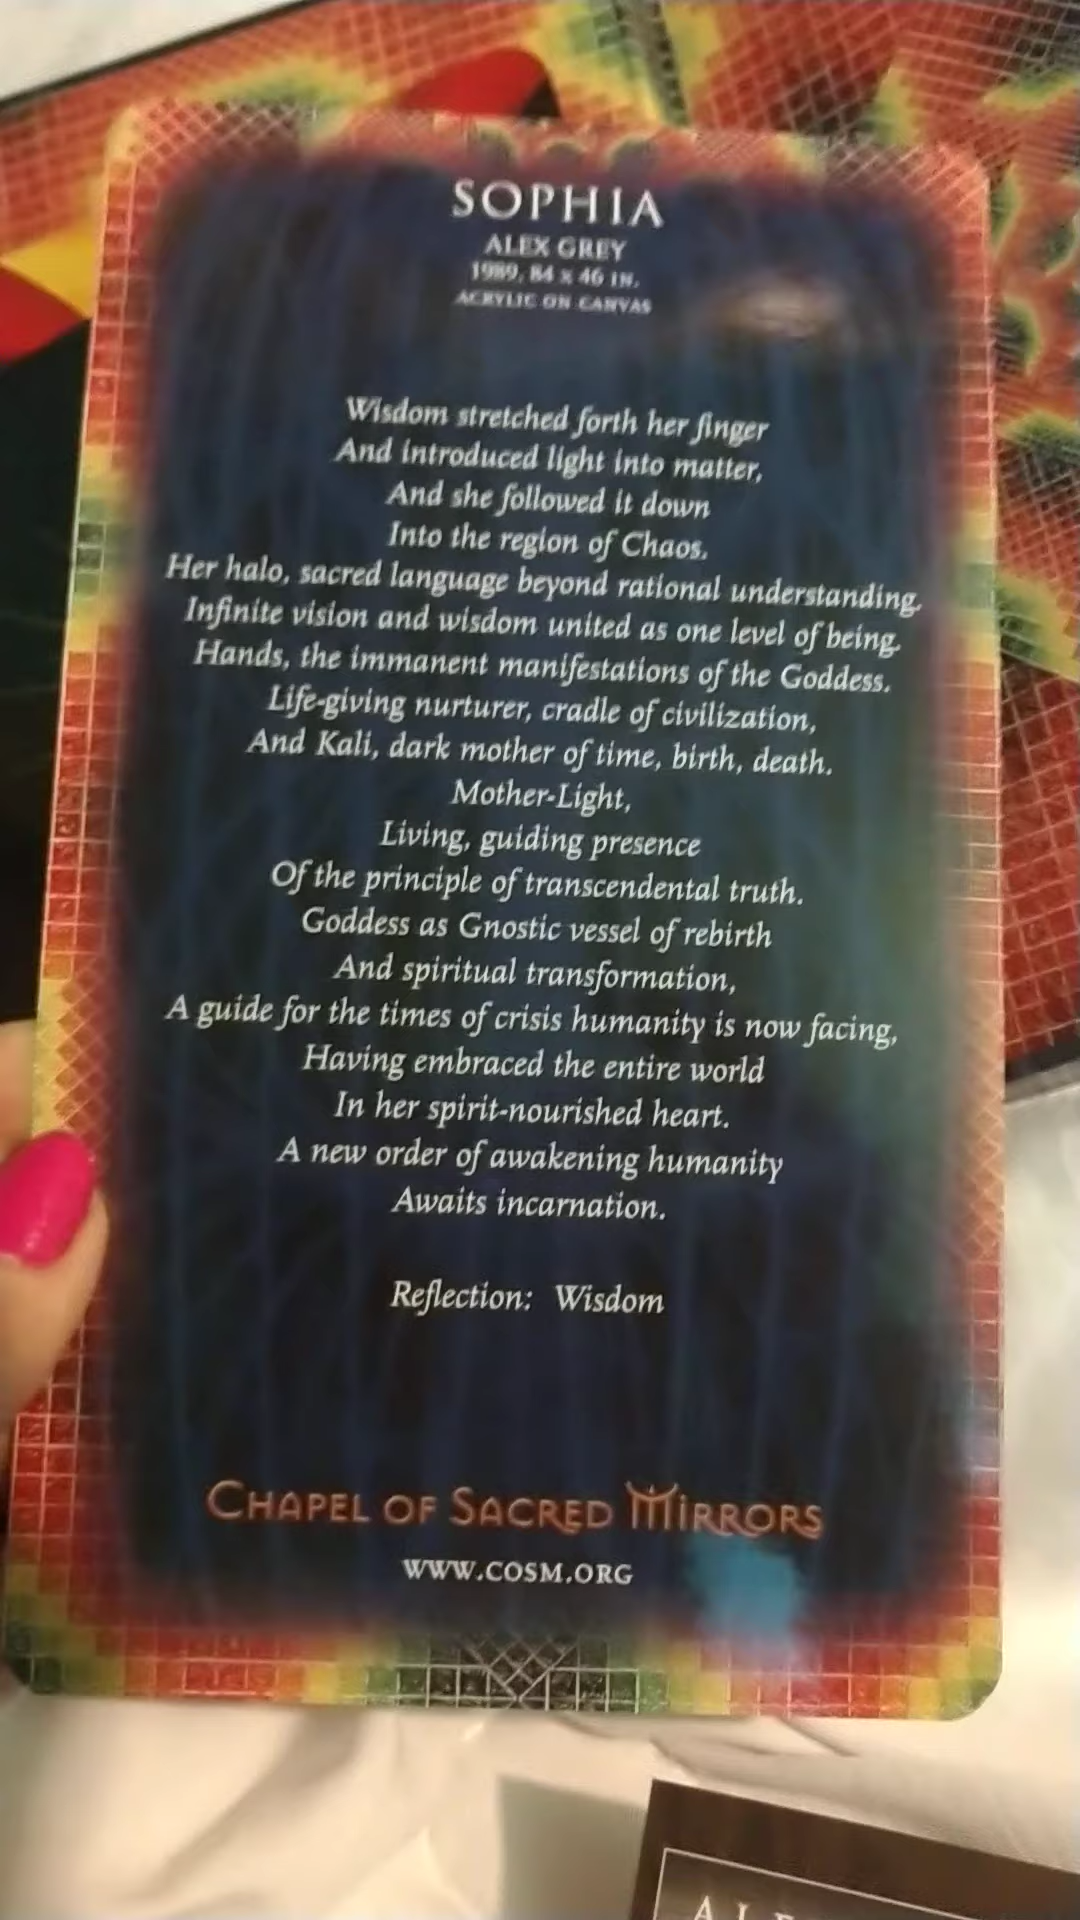 SOPHIA
ALEX GREY
1989, 84 x 46 IN.
ACRYLIC ON CANVAS
Wisdom stretched forth her finger
And introduced light into matter,
And she followed it down
Into the region of Chaos.
Her halo, sacred language beyond rational understanding.
Infinite vision and wisdom united as one level of being.
Hands, the immanent manifestations of the Goddess.
Life-giving nurturer, cradle of civilization,
And Kali, dark mother of time, birth, death.
Mother-Light,
Living, guiding presence
Of the principle of transcendental truth.
Goddess as Gnostic vessel of rebirth
And spiritual transformation,
A guide for the times of crisis humanity is now facing,
Having embraced the entire world
In her spirit-nourished heart.
A new order of awakening humanity
Awaits incarnation.
Reflection: Wisdom
CHAPEL OF SACRED MIRRORS
WWW.COSM.ORG